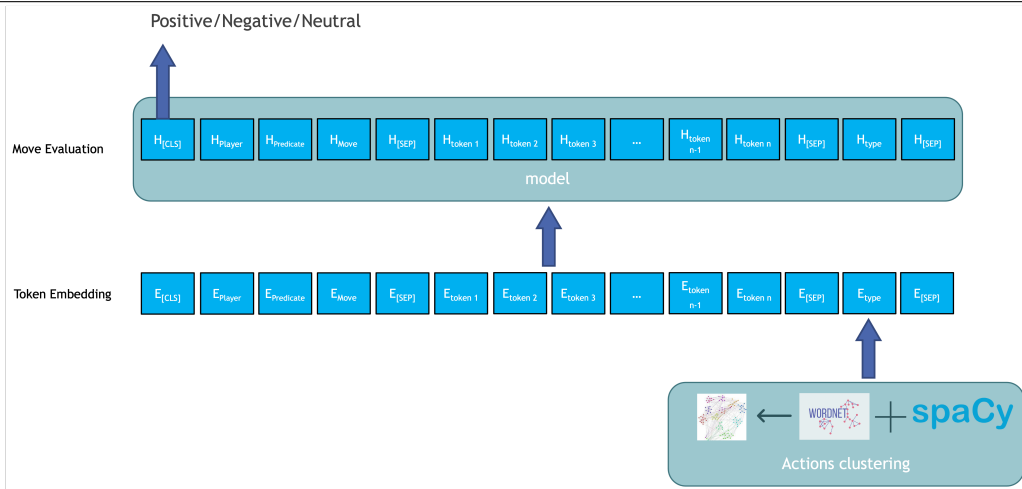 Positive/Negative/Neutral
Move Evaluation
H[CLS] HPlayer HPredicate HMove H[SEP] Htoken 1 Htoken 2 Htoken 3 ... Htoken n-1 Htoken n H[SEP] Htype H[SEP]
model
Token Embedding
E[CLS] EPlayer EPredicate EMove E[SEP] Etoken 1 Etoken 2 Etoken 3 ... Etoken n-1 Etoken n E[SEP] Etype E[SEP]
WORDNET + spaCy
Actions clustering